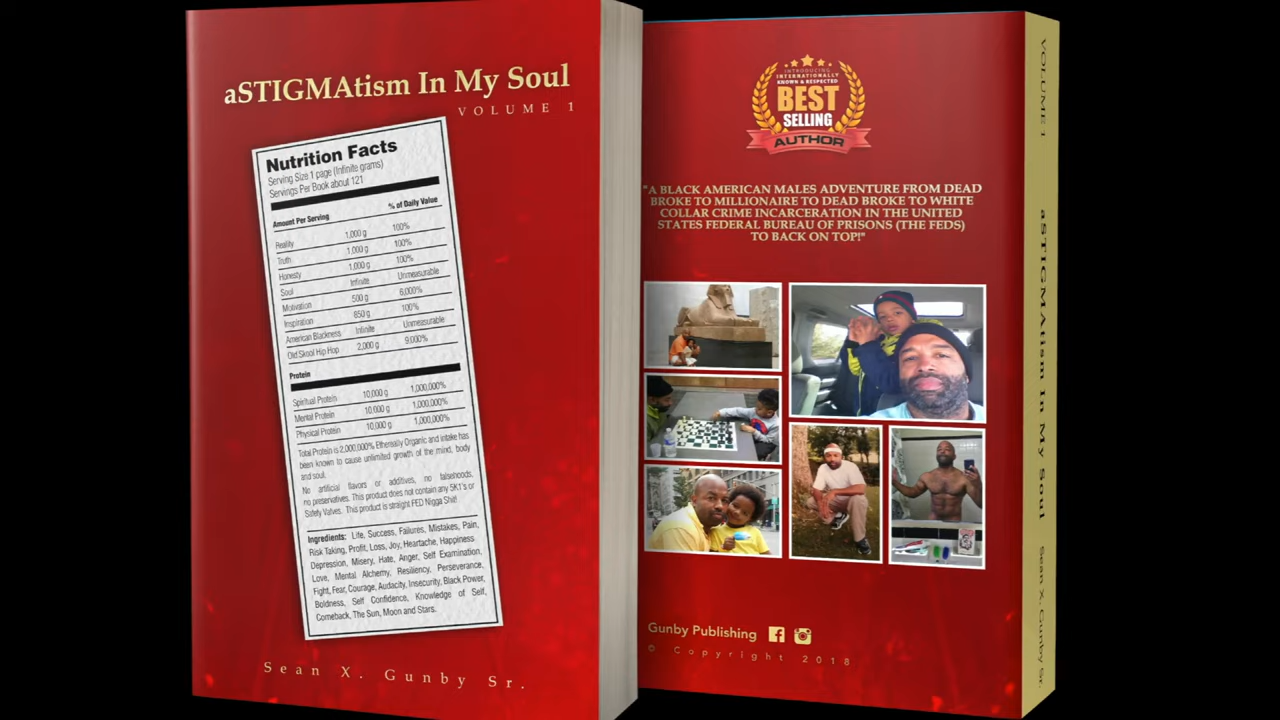 aSTIGMAtism In My Soul
VOLUME 1
Nutrition Facts
Serving Size 1 page (Infinite grams)
Servings Per Book about 121
Amount Per Serving % of Daily Value
Reality 1,000 g 100%
Truth 1,000 g 100%
Honesty 1,000 g 100%
Soul Infinite Unmeasurable
Motivation 500 g 6,000%
Inspiration 850 g 100%
American Blackness Infinite Unmeasurable
Old Skool Hip Hop 2,000 g 9,000%
Protein
Spiritual Protein 10,000 g 1,000,000%
Mental Protein 10,000 g 1,000,000%
Physical Protein 10,000 g 1,000,000%
Total Protein is 2,000,000% Ethereally Organic and intake has
been known to cause unlimited growth of the mind, body
and soul.
No artificial flavors or additives, no falsehoods,
no preservatives. This product does not contain any 5K1's or
Safety Valves. This product is straight FED Nigga Shit!
Ingredients: Life, Success, Failures, Mistakes, Pain,
Risk Taking, Profit, Loss, Joy, Heartache, Happiness
Depression, Misery, Hate, Anger, Self Examination,
Love, Mental Alchemy, Resiliency, Perseverance,
Fight, Fear, Courage, Audacity, Insecurity, Black Power,
Boldness, Self Confidence, Knowledge of Self,
Comeback, The Sun, Moon and Stars.
Sean X. Gunby Sr.
INTRODUCING
INTERNATIONALLY
KNOWN & RESPECTED
BEST
SELLING
AUTHOR
"A BLACK AMERICAN MALES ADVENTURE FROM DEAD
BROKE TO MILLIONAIRE TO DEAD BROKE TO WHITE
COLLAR CRIME INCARCERATION IN THE UNITED
STATES FEDERAL BUREAU OF PRISONS (THE FEDS)
TO BACK ON TOP!"
Gunby Publishing
© Copyright 2018
VOLUME 1
aSTIGMAtism In My Soul
Sean X. Gunby Sr.